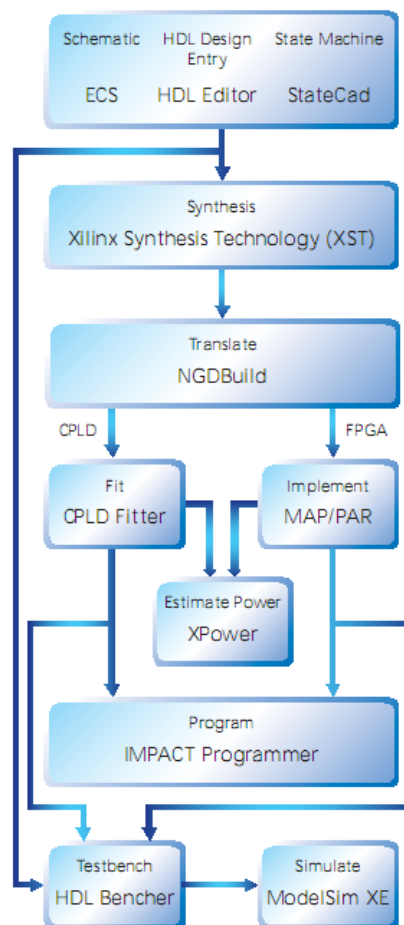 Schematic
HDL Design
Entry
State Machine
ECS
HDL Editor
StateCad
Synthesis
Xilinx Synthesis Technology (XST)
Translate
NGDBuild
CPLD
FPGA
Fit
CPLD Fitter
Implement
MAP/PAR
Estimate Power
XPower
Program
IMPACT Programmer
Testbench
HDL Bencher
Simulate
ModelSim XE